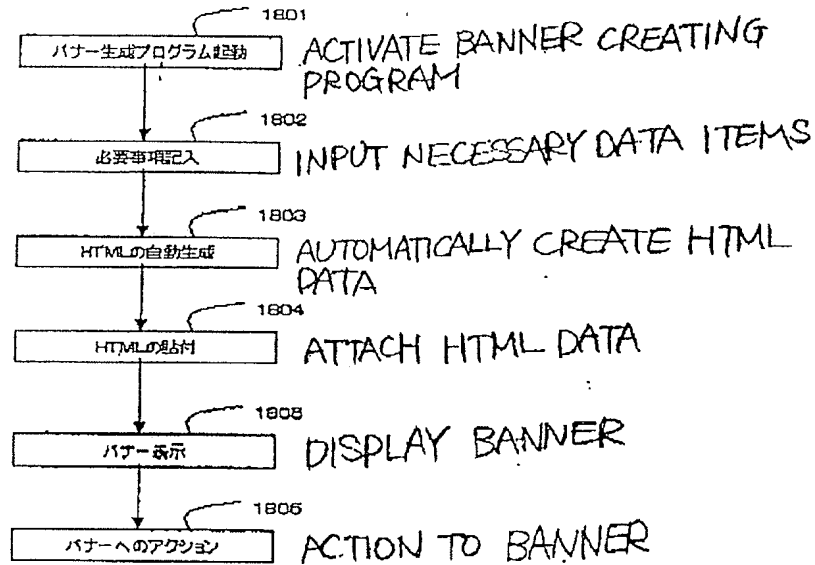 1801
バナー生成プログラム起動 ACTIVATE BANNER CREATING
PROGRAM
1802
必要事項記入 INPUT NECESSARY DATA ITEMS
1803
HTMLの自動生成 AUTOMATICALLY CREATE HTML
DATA
1804
HTMLの貼付 ATTACH HTML DATA
1805
バナー表示 DISPLAY BANNER
1806
バナーへのアクション ACTION TO BANNER